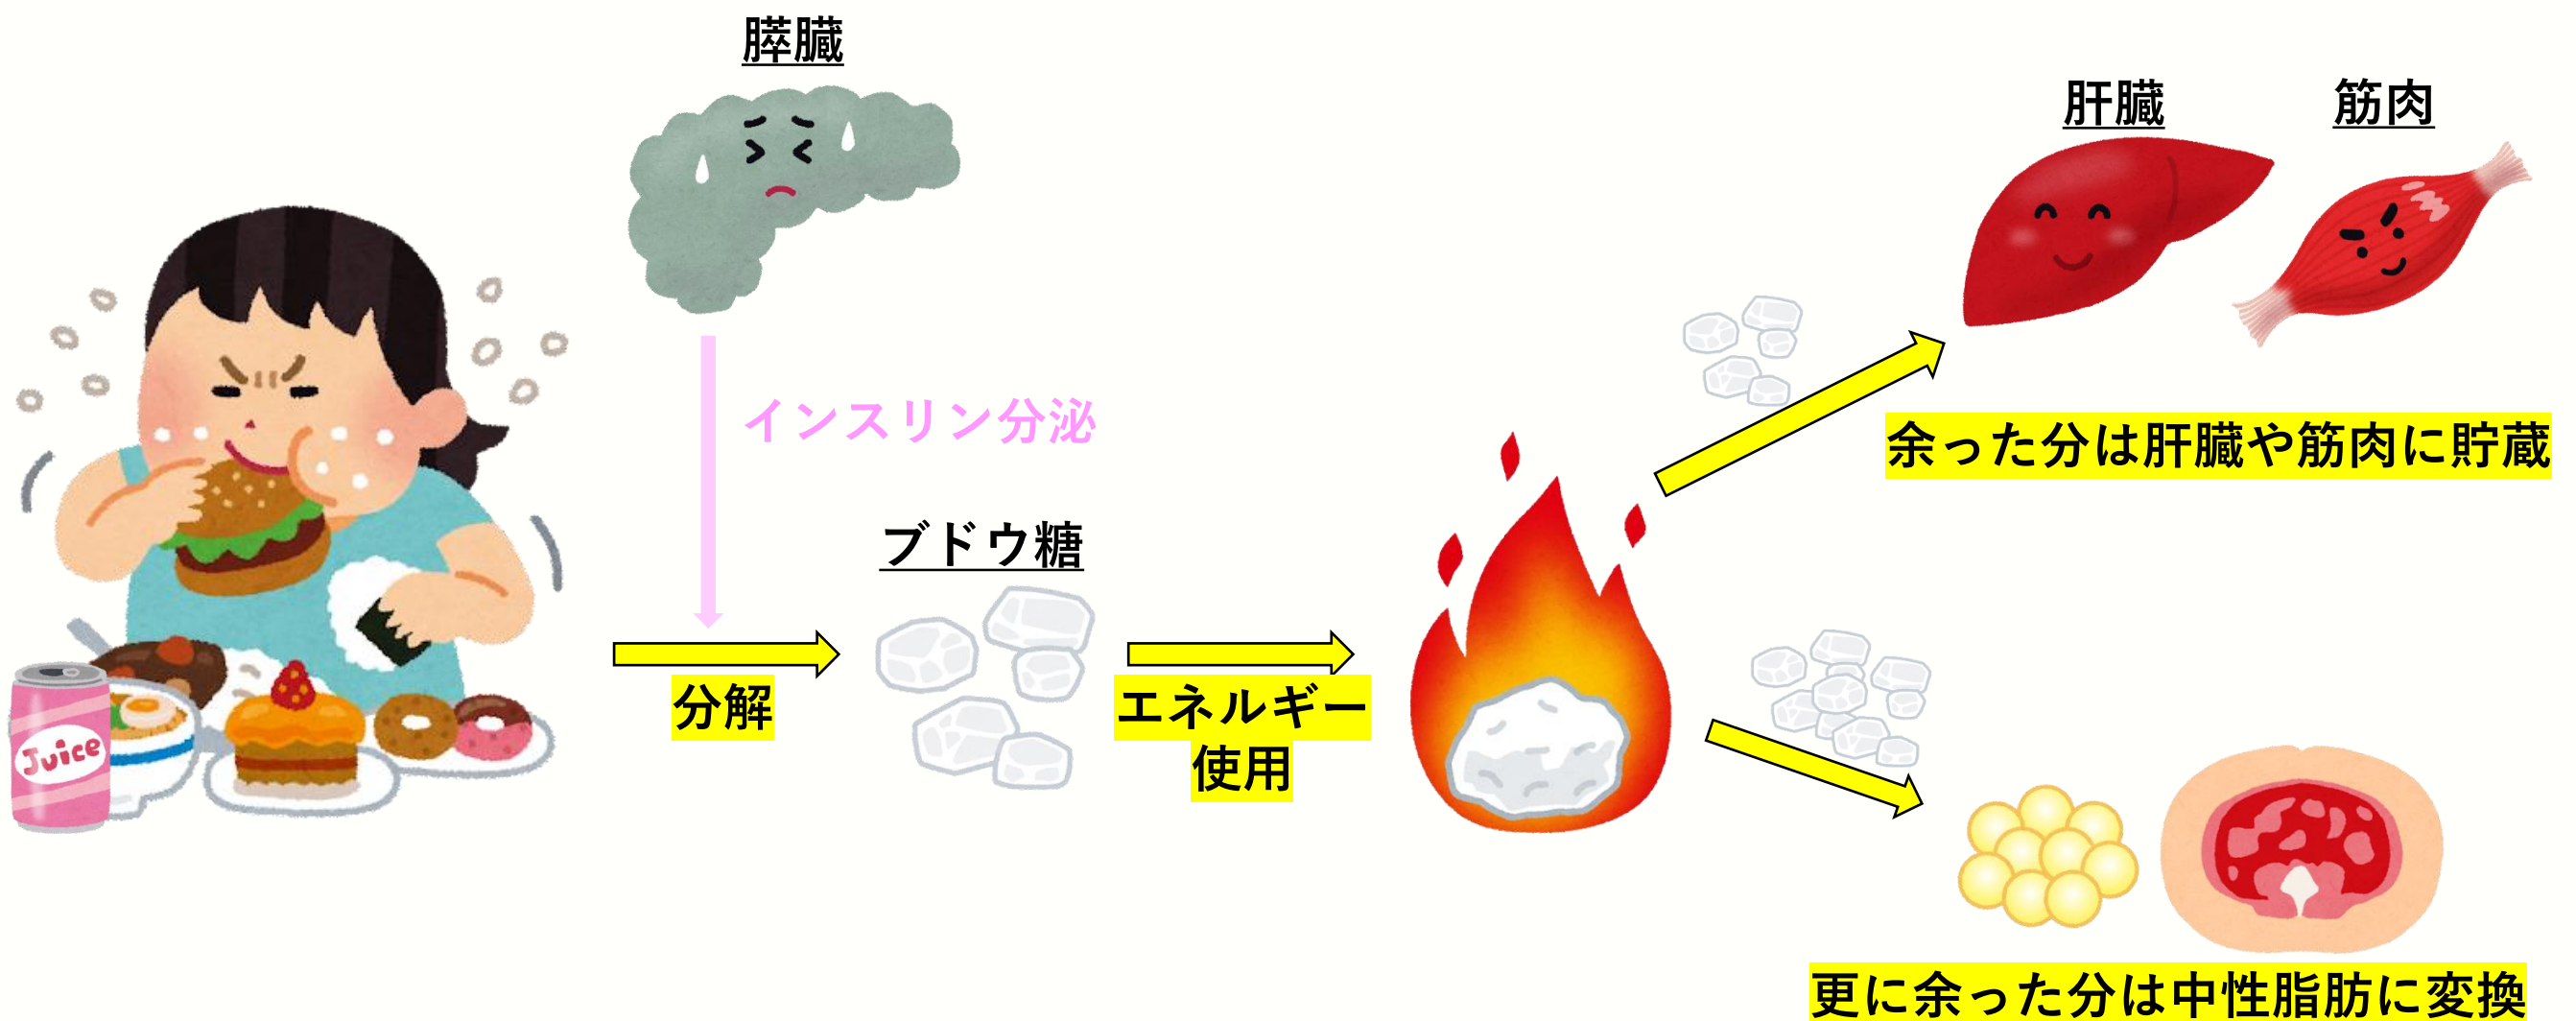 膵臓
肝臓
筋肉
インスリン分泌
余った分は肝臓や筋肉に貯蔵
ブドウ糖
分解
エネルギー
使用
Juice
更に余った分は中性脂肪に変換